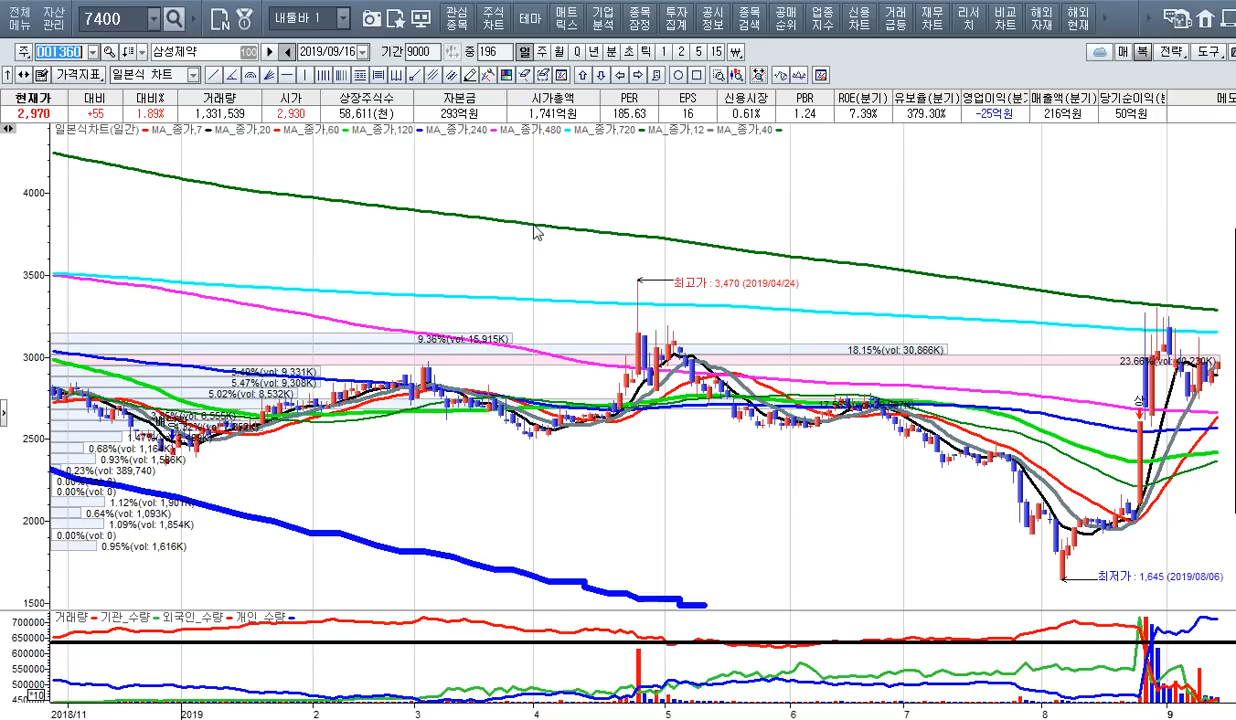 전체 메뉴 자산 관리 7400 내툴바 1 관심 종목 주식 차트 테마 매트 릭스 기업 분석 종목 잠정 투자 집계 공시 정보 종목 검색 공매 순위 업종 지수 신용 차트 거래 급등 재무 차트 리서 치 비교 차트 해외 자재 해외 현재
주 001360 삼성제약 100 2019/09/16 기간 9000 중 196 일 주 월 Q 년 분 초 틱 1 2 5 15 매 복 전략 도구
가격지표 일본식 차트
현재가 대비 대비% 거래량 시가 상장주식수 자본금 시가총액 PER EPS 신용시장 PBR ROE(분기) 유보율(분기) 영업이익(분기 매출액(분기) 당기순이익(분 메모
2,970 +55 1.89% 1,331,539 2,930 58,611(천) 293억원 1,741억원 185.63 16 0.61% 1.24 7.39% 379.30% -25억원 216억원 50억원
일본식차트(일간) MA_종가,7 MA_종가,20 MA_종가,60 MA_종가,120 MA_종가,240 MA_종가,480 MA_종가,720 MA_종가,12 MA_종가,40
4000
3500
최고가 : 3,470 (2019/04/24)
9.36%(vol: 15,915K)
18.15%(vol: 30,866K)
3000
23.66%(vol: 40,230K)
5.49%(vol: 9,331K)
5.47%(vol: 9,308K)
5.02%(vol: 8,532K)
상
2500
0.68%(vol: 1,164K)
0.93%(vol: 1,586K)
0.23%(vol: 389,740)
0.00%(vol: 0)
0.00%(vol: 0)
1.12%(vol: 1,901K)
0.64%(vol: 1,093K)
2000
1.09%(vol: 1,854K)
0.00%(vol: 0)
0.95%(vol: 1,616K)
최저가 : 1,645 (2019/08/06)
1500
거래량 기관_수량 외국인_수량 개인_수량
700000
650000
600000
550000
500000
*10
2018/11 2019 2 3 4 5 6 7 8 9